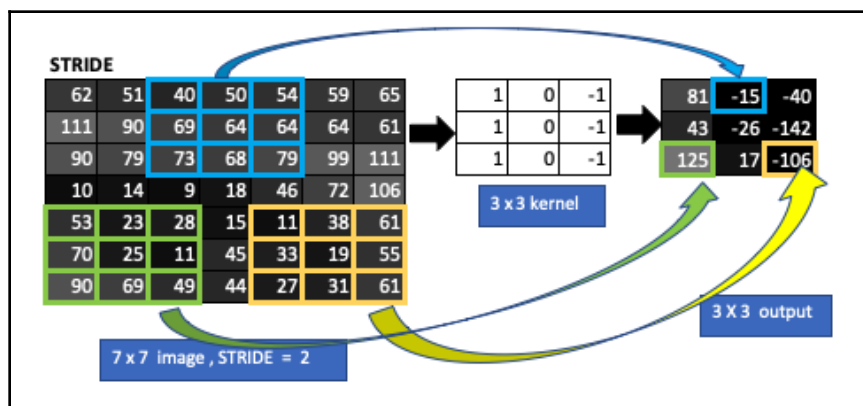 STRIDE
62 51 40 50 54 59 65
111 90 69 64 64 64 61
90 79 73 68 79 99 111
10 14 9 18 46 72 106
53 23 28 15 11 38 61
70 25 11 45 33 19 55
90 69 49 44 27 31 61
1 0 -1
1 0 -1
1 0 -1
3 x 3 kernel
81 -15 -40
43 -26 -142
125 17 -106
3 X 3 output
7 x 7 image , STRIDE = 2